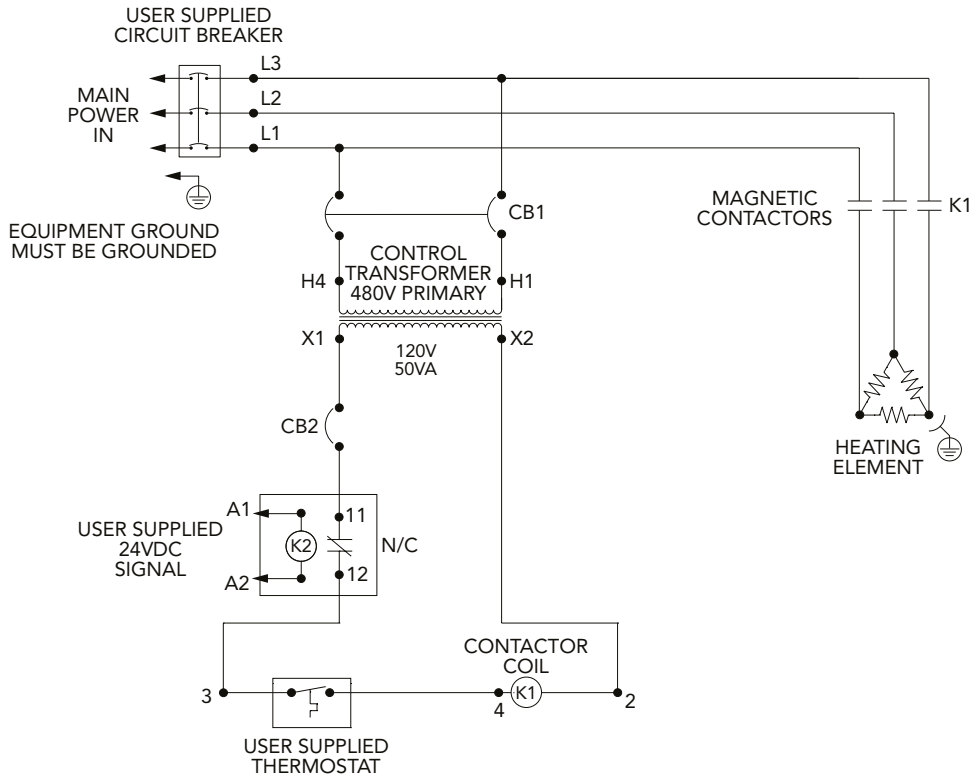 USER SUPPLIED
CIRCUIT BREAKER
L3
L2
L1
MAIN
POWER
IN
EQUIPMENT GROUND
MUST BE GROUNDED
CB1
MAGNETIC
CONTACTORS
K1
CONTROL
TRANSFORMER
480V PRIMARY
H4
H1
X1
X2
120V
50VA
CB2
HEATING
ELEMENT
A1
A2
USER SUPPLIED
24VDC
SIGNAL
K2
11
12
N/C
CONTACTOR
COIL
3
4
K1
2
USER SUPPLIED
THERMOSTAT